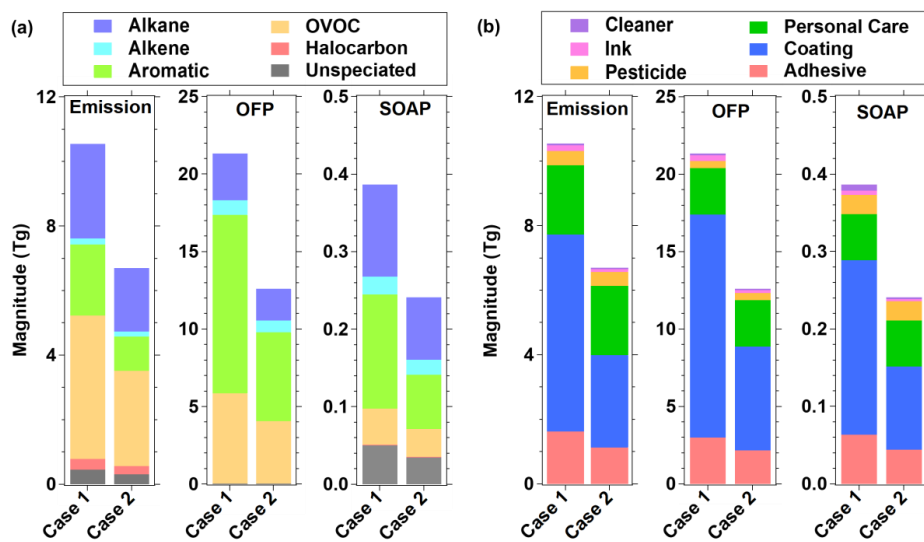 (a)
Alkane
OVOC
Alkene
Halocarbon
Aromatic
Unspeciated
Magnitude (Tg)
12
8
4
0
Emission
Case 1
Case 2
25
20
15
10
5
0
OFP
Case 1
Case 2
0.5
0.4
0.3
0.2
0.1
0.0
SOAP
Case 1
Case 2
(b)
Cleaner
Personal Care
Ink
Coating
Pesticide
Adhesive
Magnitude (Tg)
12
8
4
0
Emission
Case 1
Case 2
25
20
15
10
5
0
OFP
Case 1
Case 2
0.5
0.4
0.3
0.2
0.1
0.0
SOAP
Case 1
Case 2